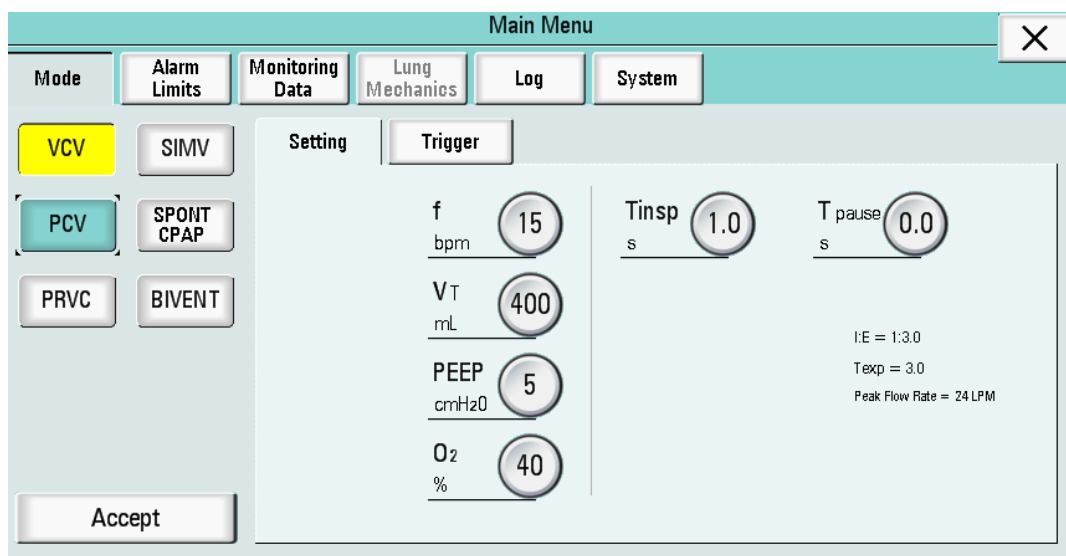 Main Menu
Mode
Alarm
Limits
Monitoring
Data
Lung
Mechanics
Log
System
VCV
SIMV
PCV
SPONT
CPAP
PRVC
BIVENT
Accept
Setting
Trigger
f
bpm
15
VT
mL
400
PEEP
cmH20
5
O2
%
40
Tinsp
s
1.0
T pause
s
0.0
I:E = 1:3.0
Texp = 3.0
Peak Flow Rate = 24 LPM